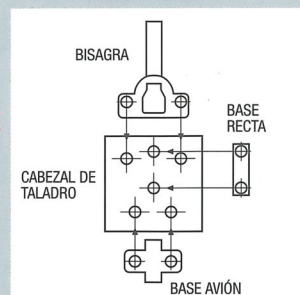 BISAGRA
BASE
RECTA
CABEZAL DE
TALADRO
BASE AVIÓN